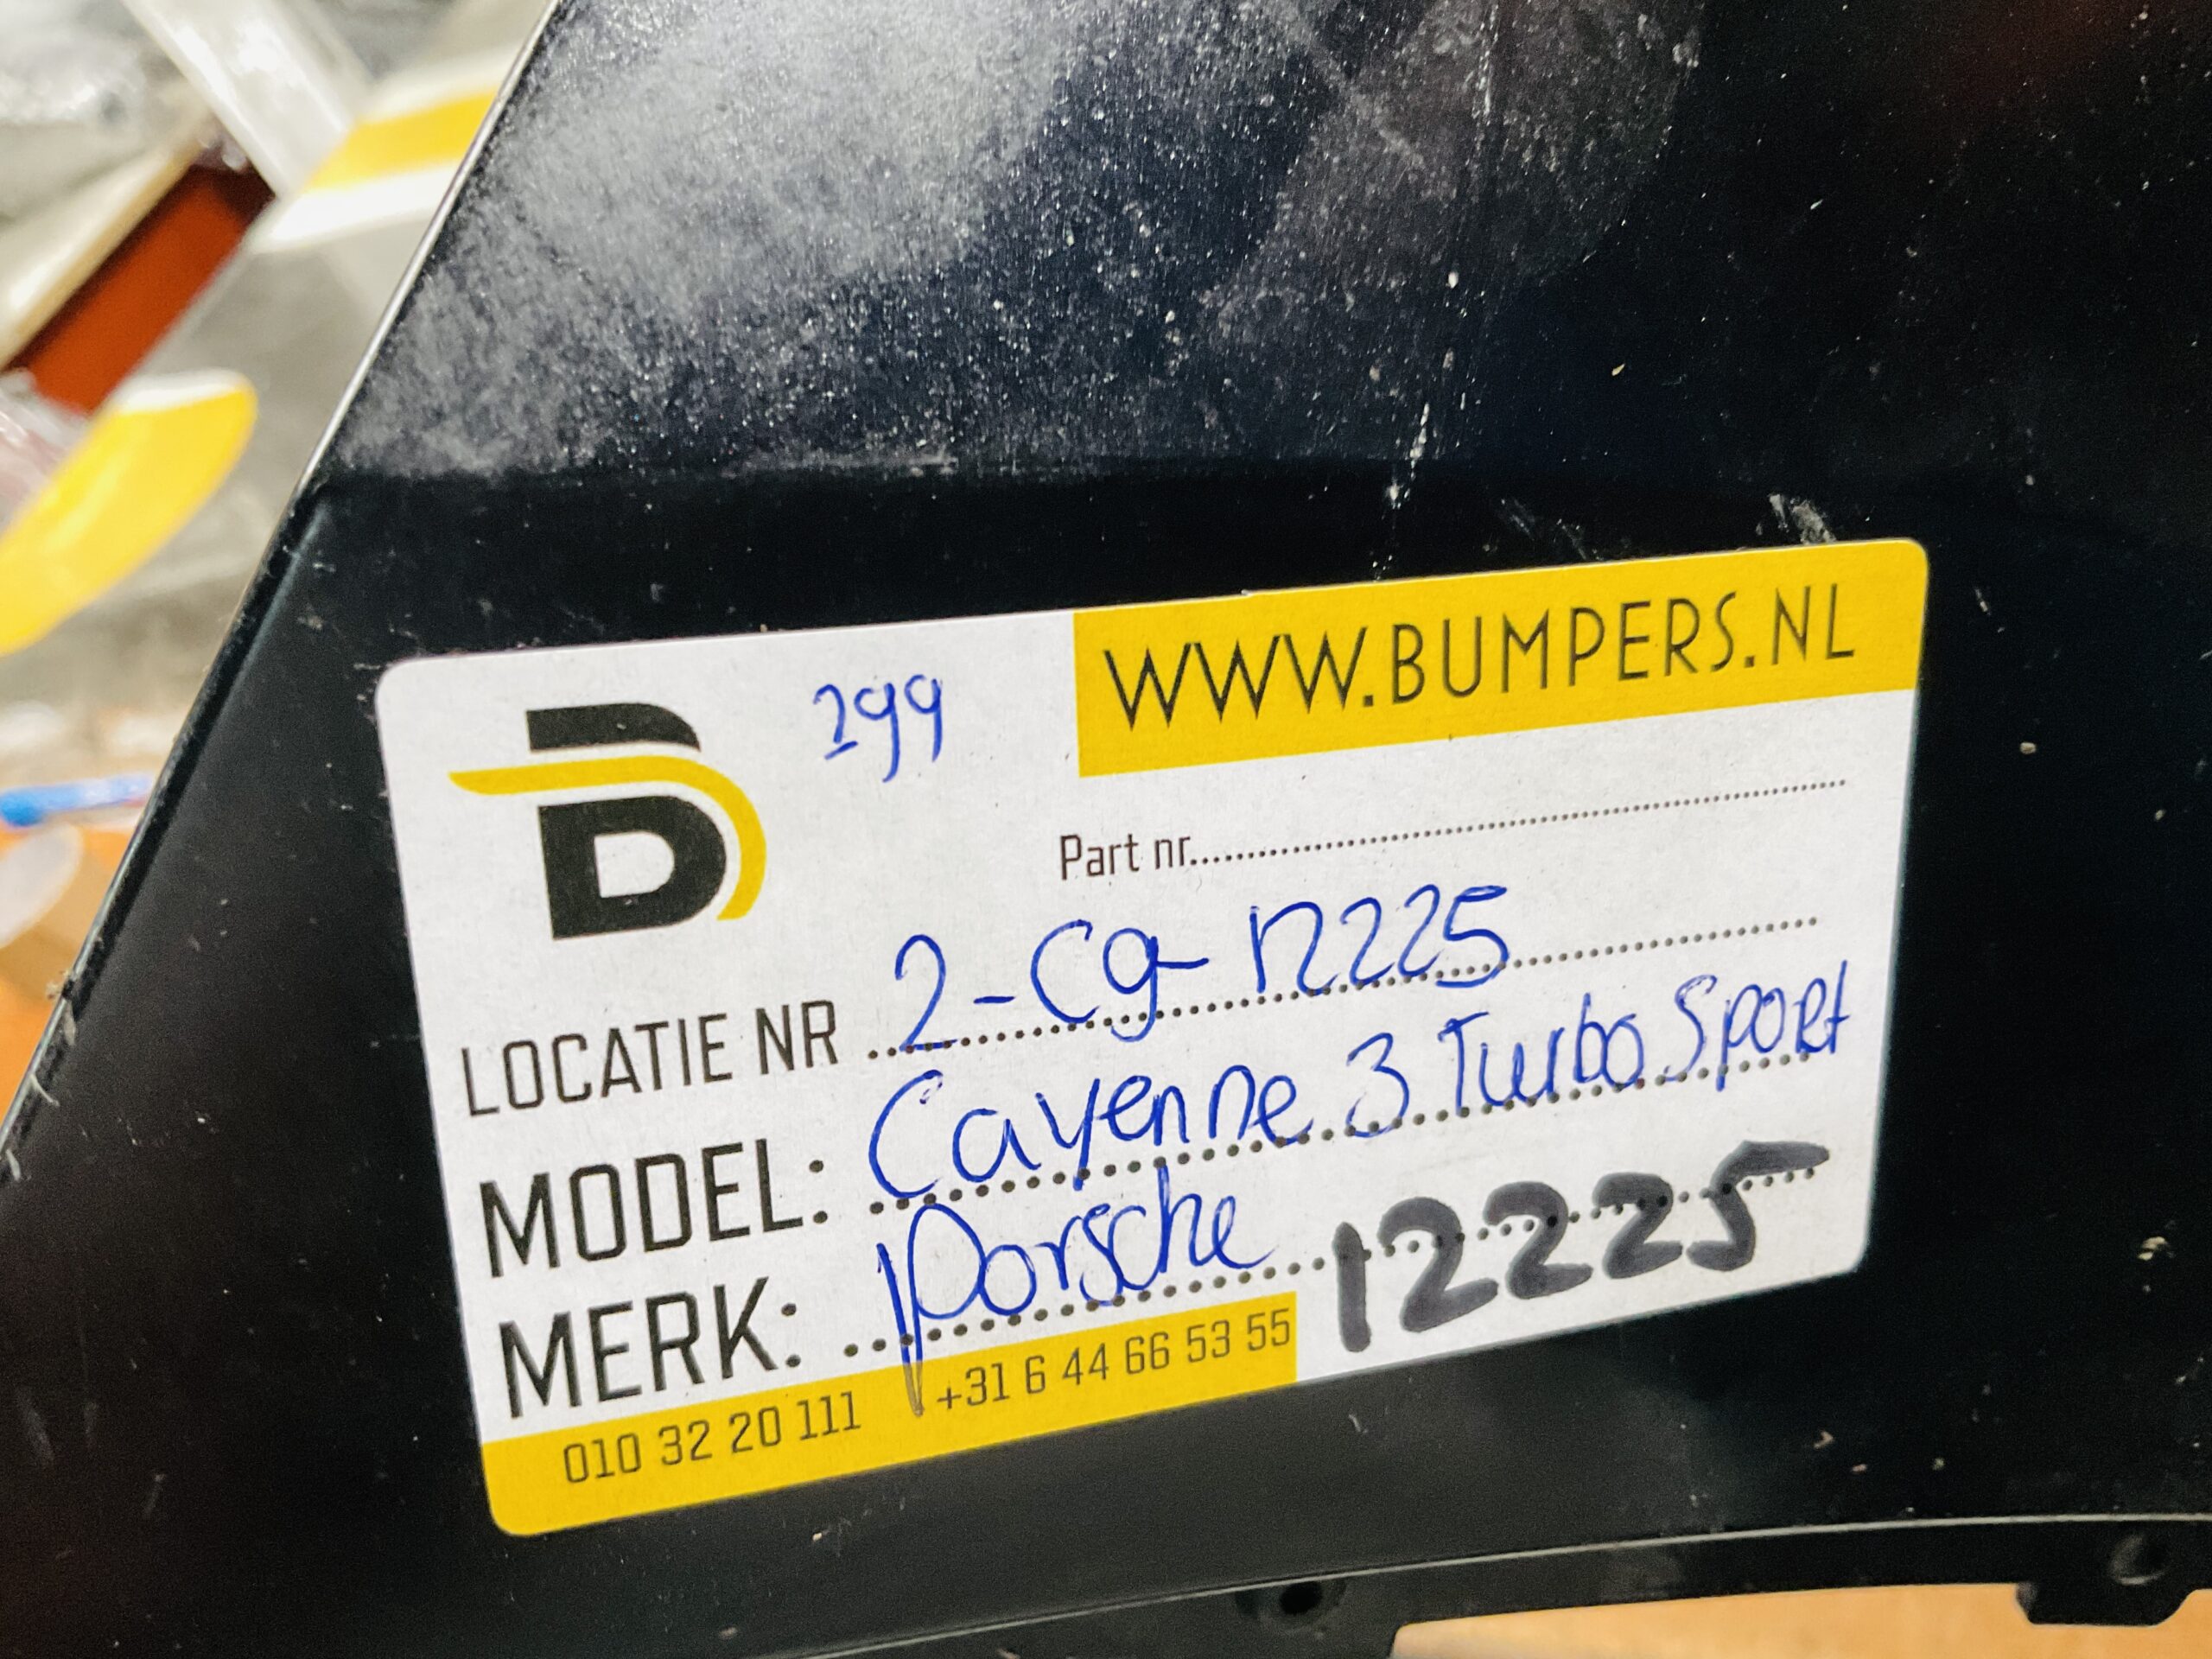 299
WWW.BUMPERS.NL
Part nr.
LOCATIE NR 2-C9-12225
MODEL: Cayenne 3 Turbo Sport
MERK: Porsche 12225
010 32 20 111 +31 6 44 66 53 55